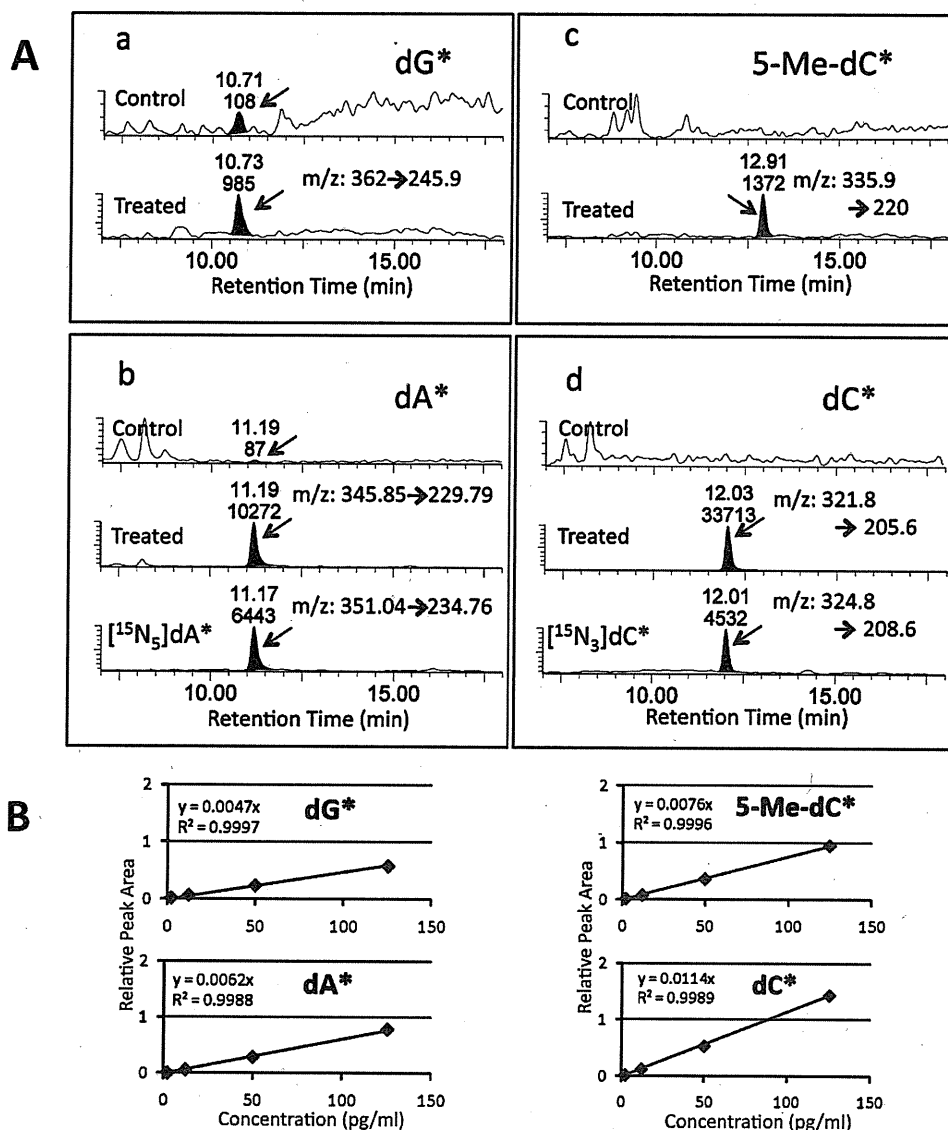 A
a
dG*
10.71
108
Control
10.73
985
m/z: 362→245.9
Treated
10.00 15.00
Retention Time (min)
c
5-Me-dC*
Control
12.91
1372
m/z: 335.9
→220
Treated
10.00 15.00
Retention Time (min)
b
dA*
Control
11.19
87
11.19
10272
m/z: 345.85→229.79
Treated
11.17
6443
m/z: 351.04→234.76
[¹⁵N₅]dA*
10.00 15.00
Retention Time (min)
d
dC*
Control
12.03
33713
m/z: 321.8
→ 205.6
Treated
12.01
4532
m/z: 324.8
→ 208.6
[¹⁵N₃]dC*
10.00 15.00
Retention Time (min)
B
Relative Peak Area
2
1
0
y = 0.0047x
R² = 0.9997
dG*
0 50 100 150
2
1
0
y = 0.0062x
R² = 0.9988
dA*
0 50 100 150
Concentration (pg/ml)
Relative Peak Area
2
1
0
y = 0.0076x
R² = 0.9996
5-Me-dC*
0 50 100 150
2
1
0
y = 0.0114x
R² = 0.9989
dC*
0 50 100 150
Concentration (pg/ml)